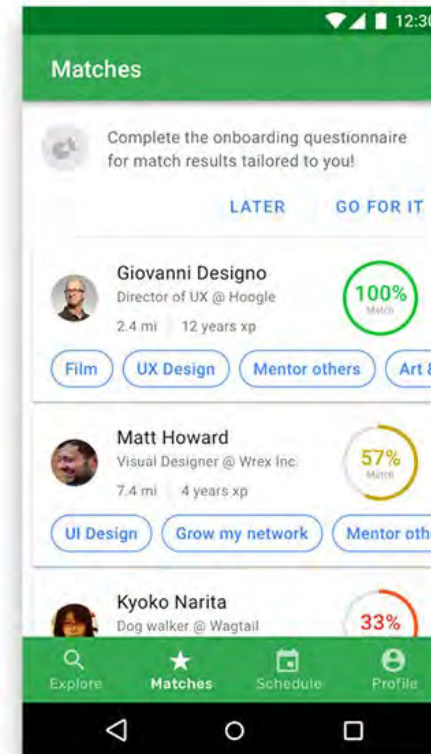 12:30
Matches
Complete the onboarding questionnaire
for match results tailored to you!
LATER GO FOR IT
Giovanni Designo
Director of UX @ Hoogle
2.4 mi 12 years xp
100%
Match
Film UX Design Mentor others Art &
Matt Howard
Visual Designer @ Wrex Inc.
7.4 mi 4 years xp
57%
Match
UI Design Grow my network Mentor oth
Kyoko Narita
Dog walker @ Wagtail
33%
Explore Matches Schedule Profile